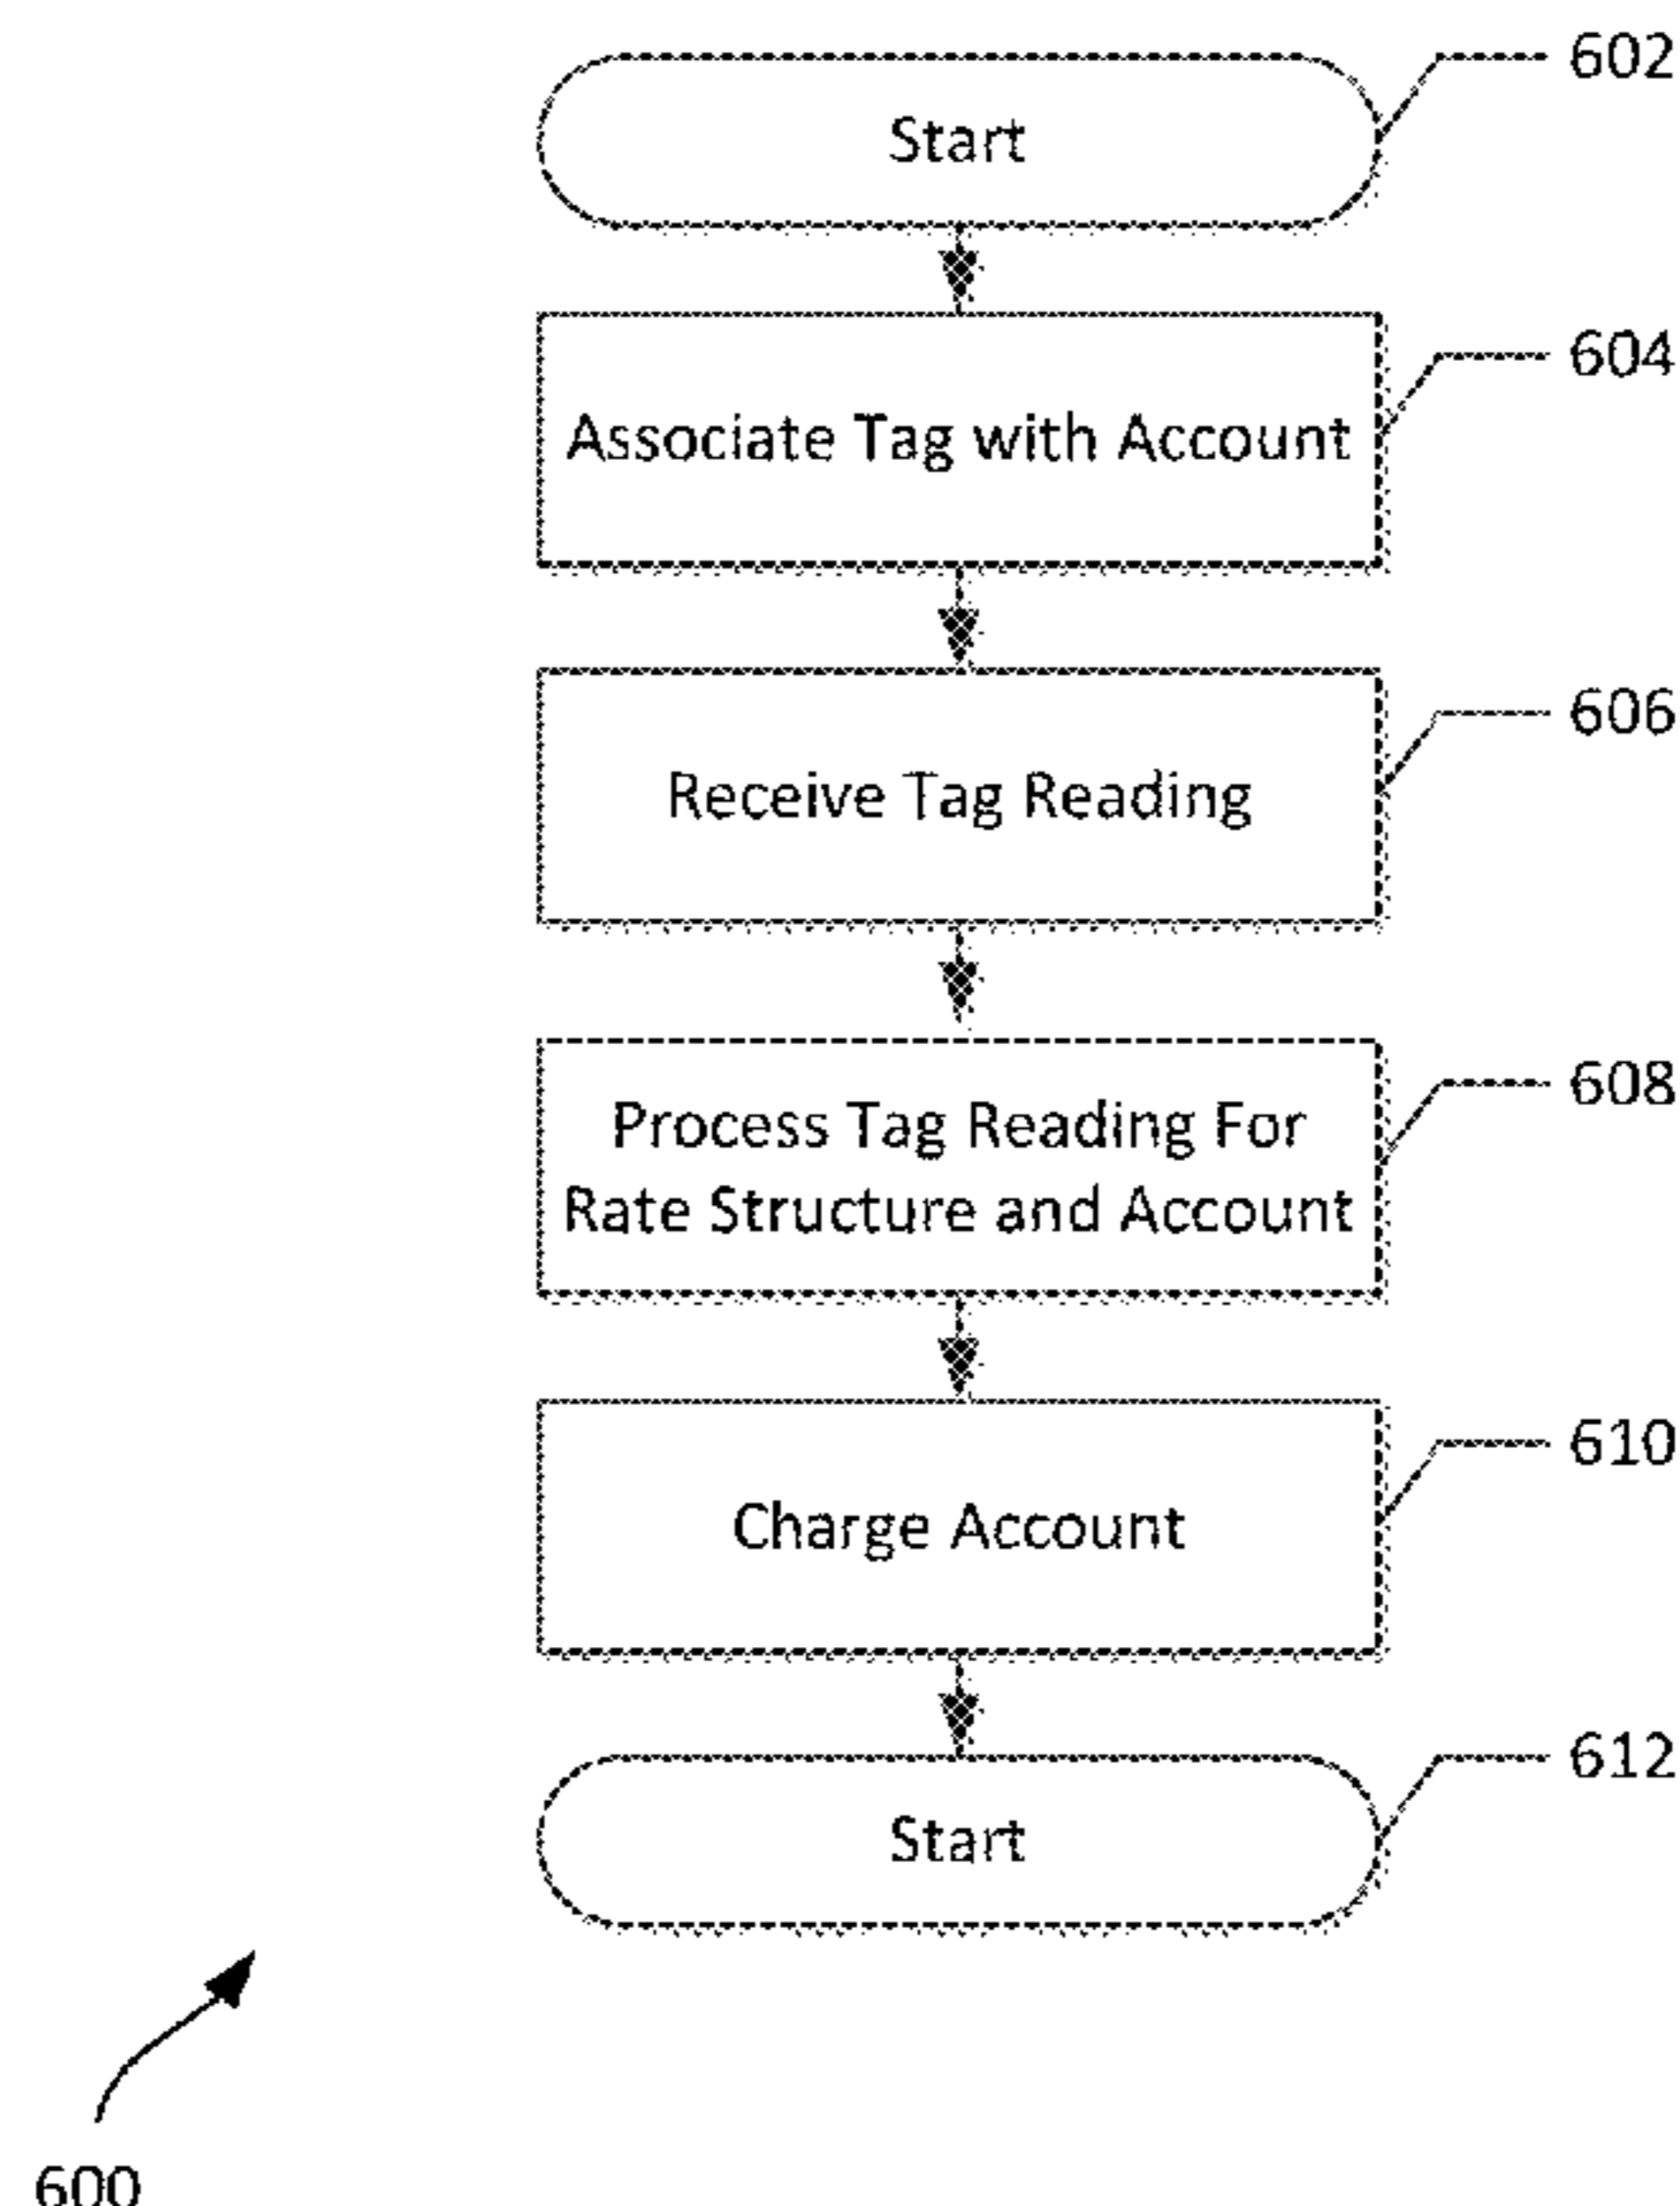 602
Start
604
Associate Tag with Account
606
Receive Tag Reading
608
Process Tag Reading For
Rate Structure and Account
610
Charge Account
612
Start
600